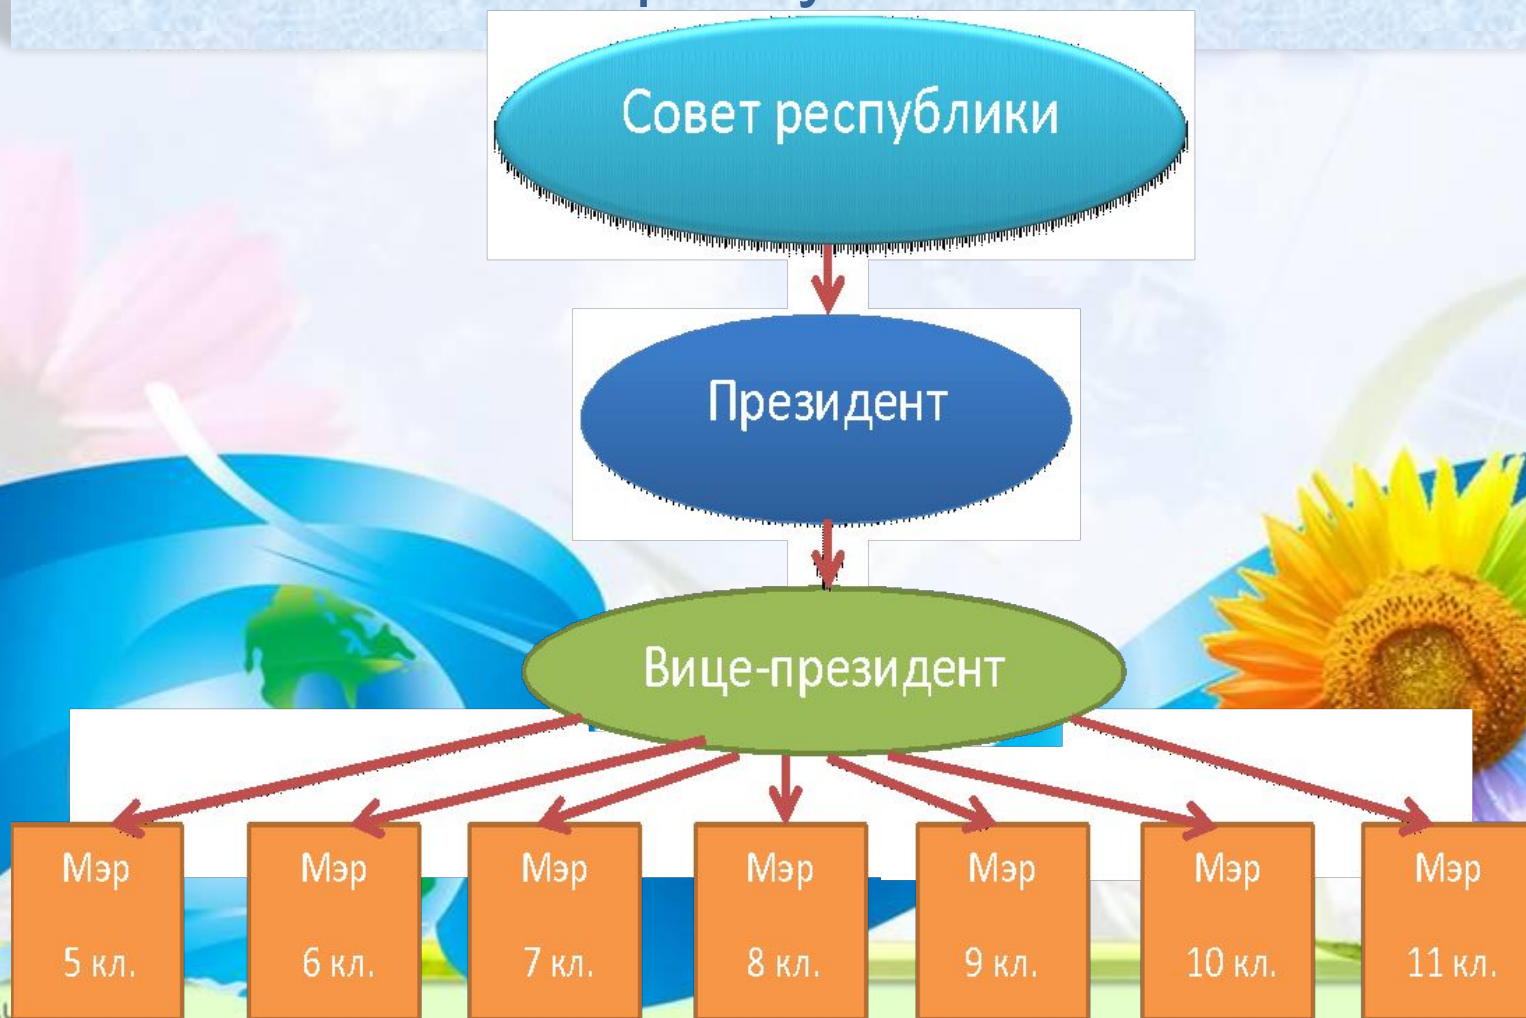 Совет республики
Президент
Вице-президент
Мэр
5 кл.
Мэр
6 кл.
Мэр
7 кл.
Мэр
8 кл.
Мэр
9 кл.
Мэр
10 кл.
Мэр
11 кл.